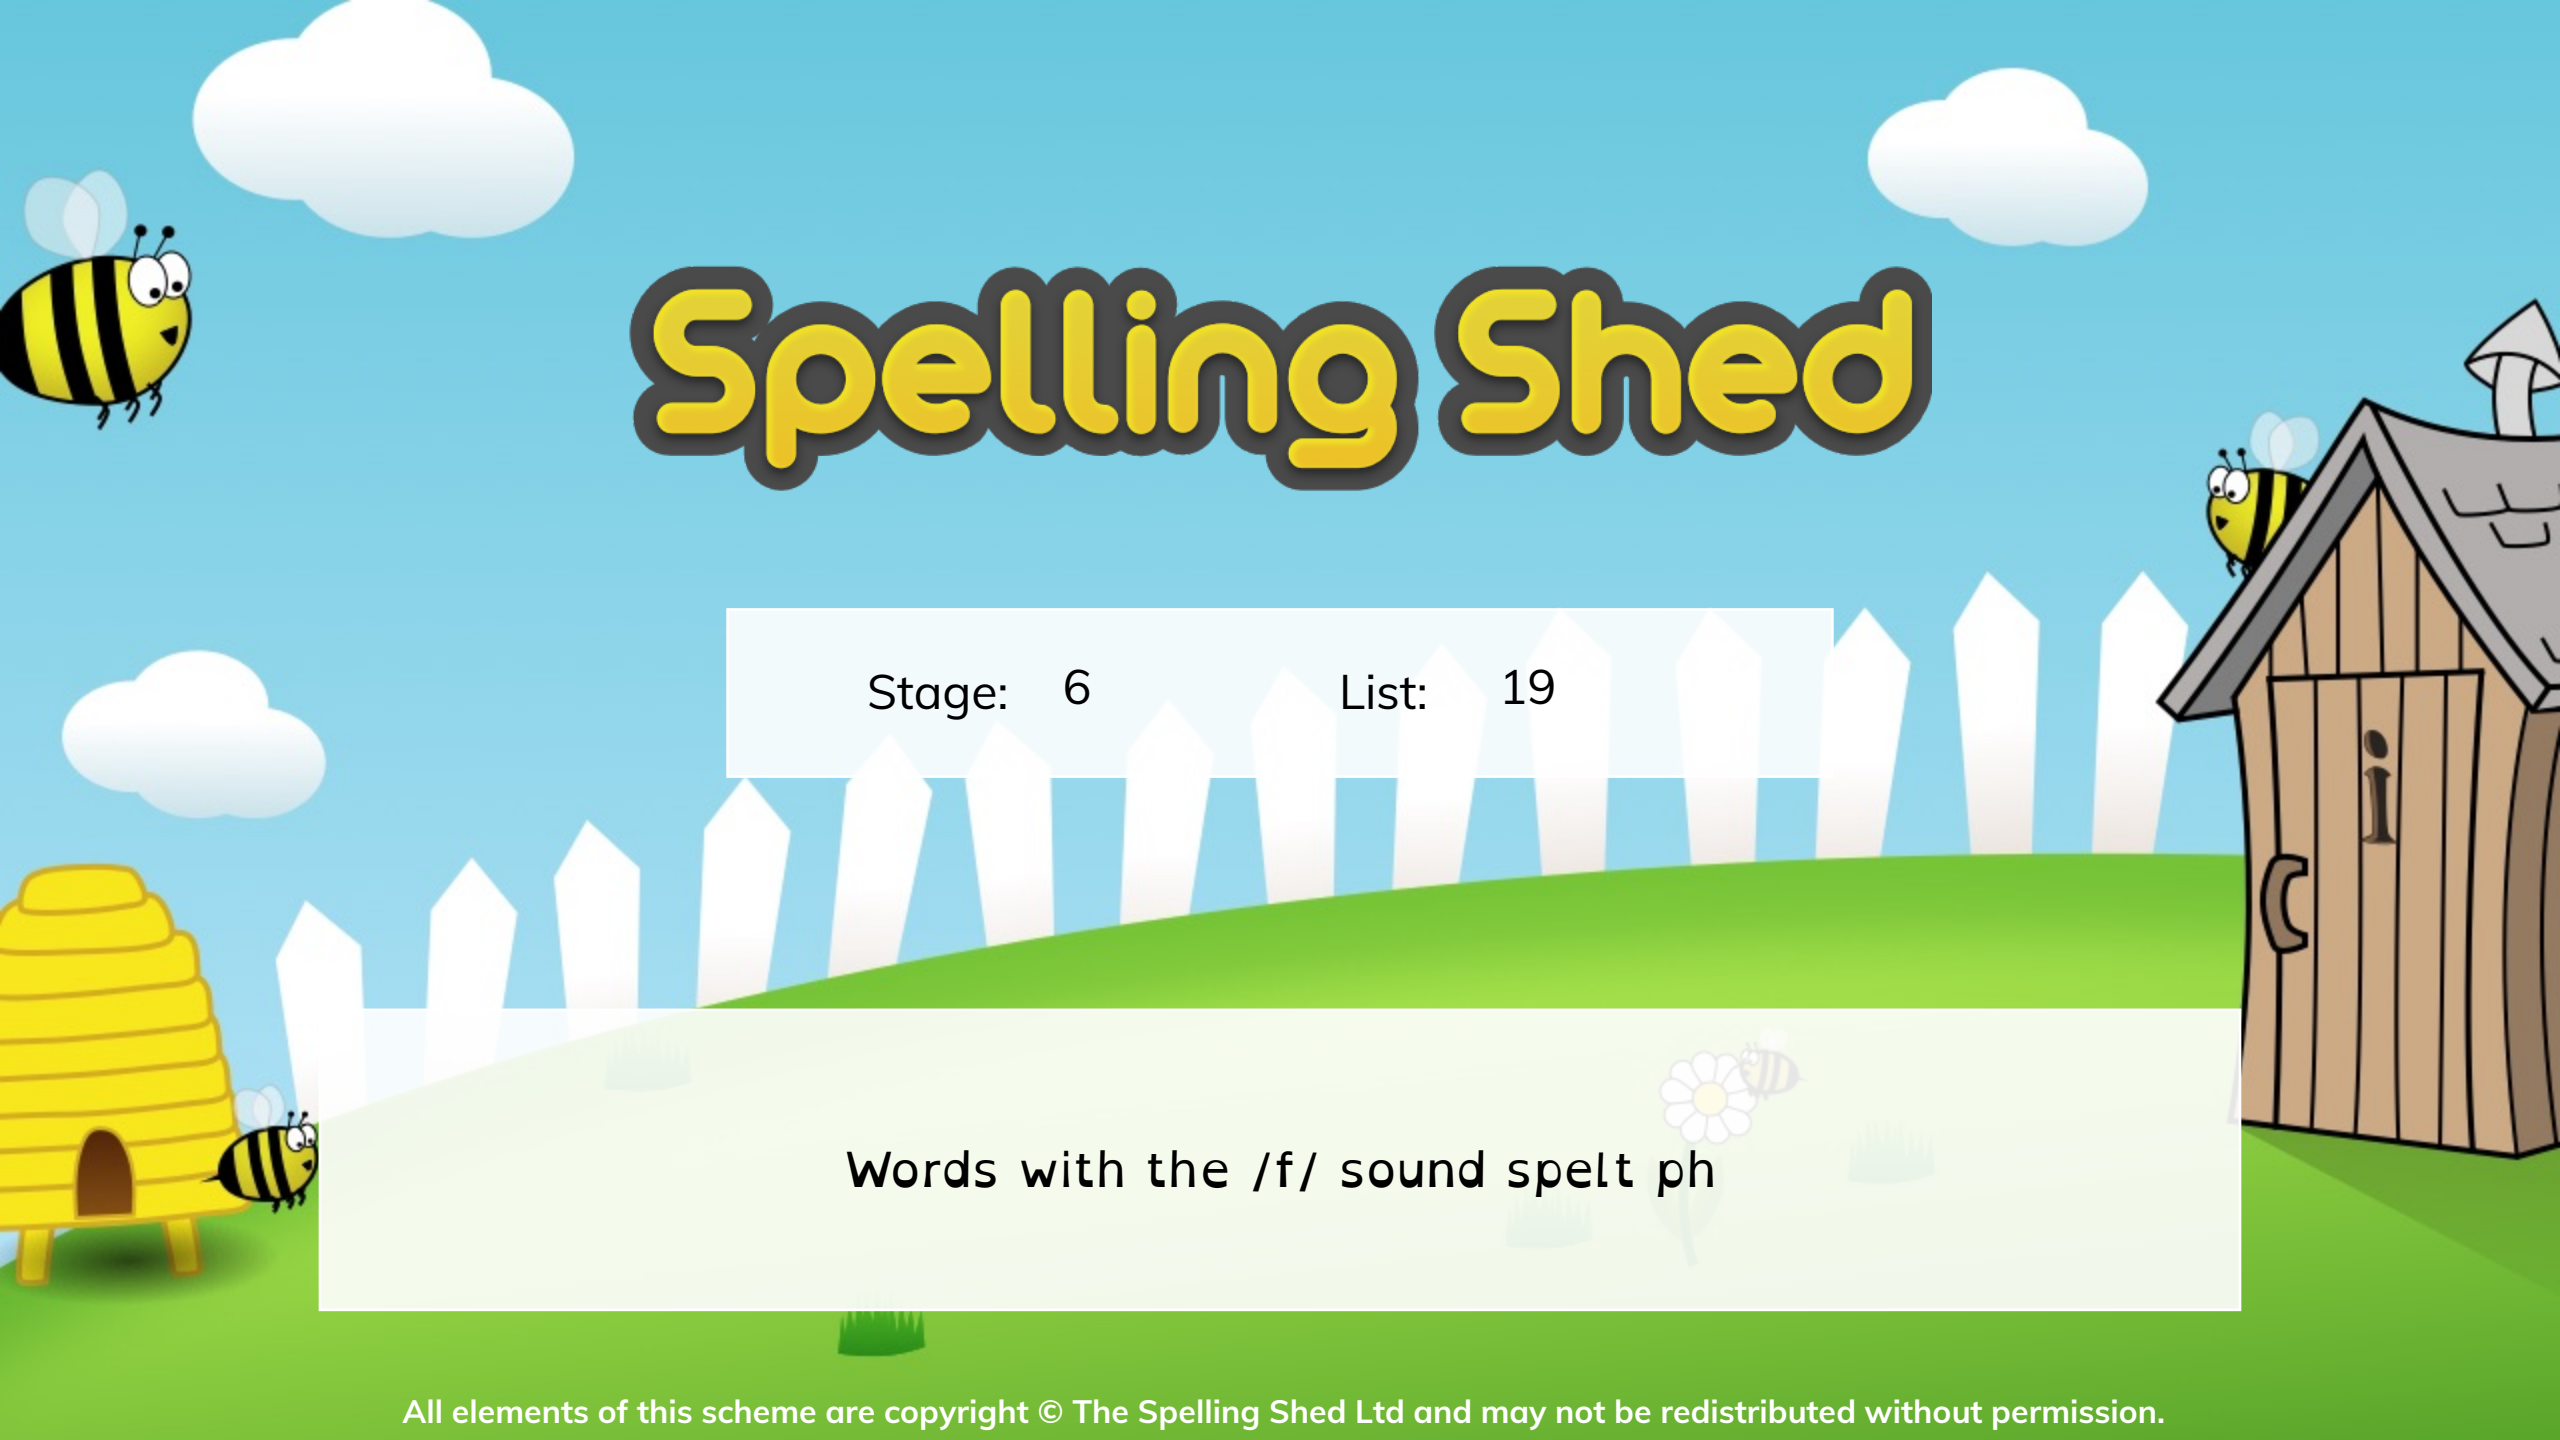 Spelling Shed
Stage: 6 List: 19
i
Words with the /f/ sound spelt ph
All elements of this scheme are copyright © The Spelling Shed Ltd and may not be redistributed without permission.